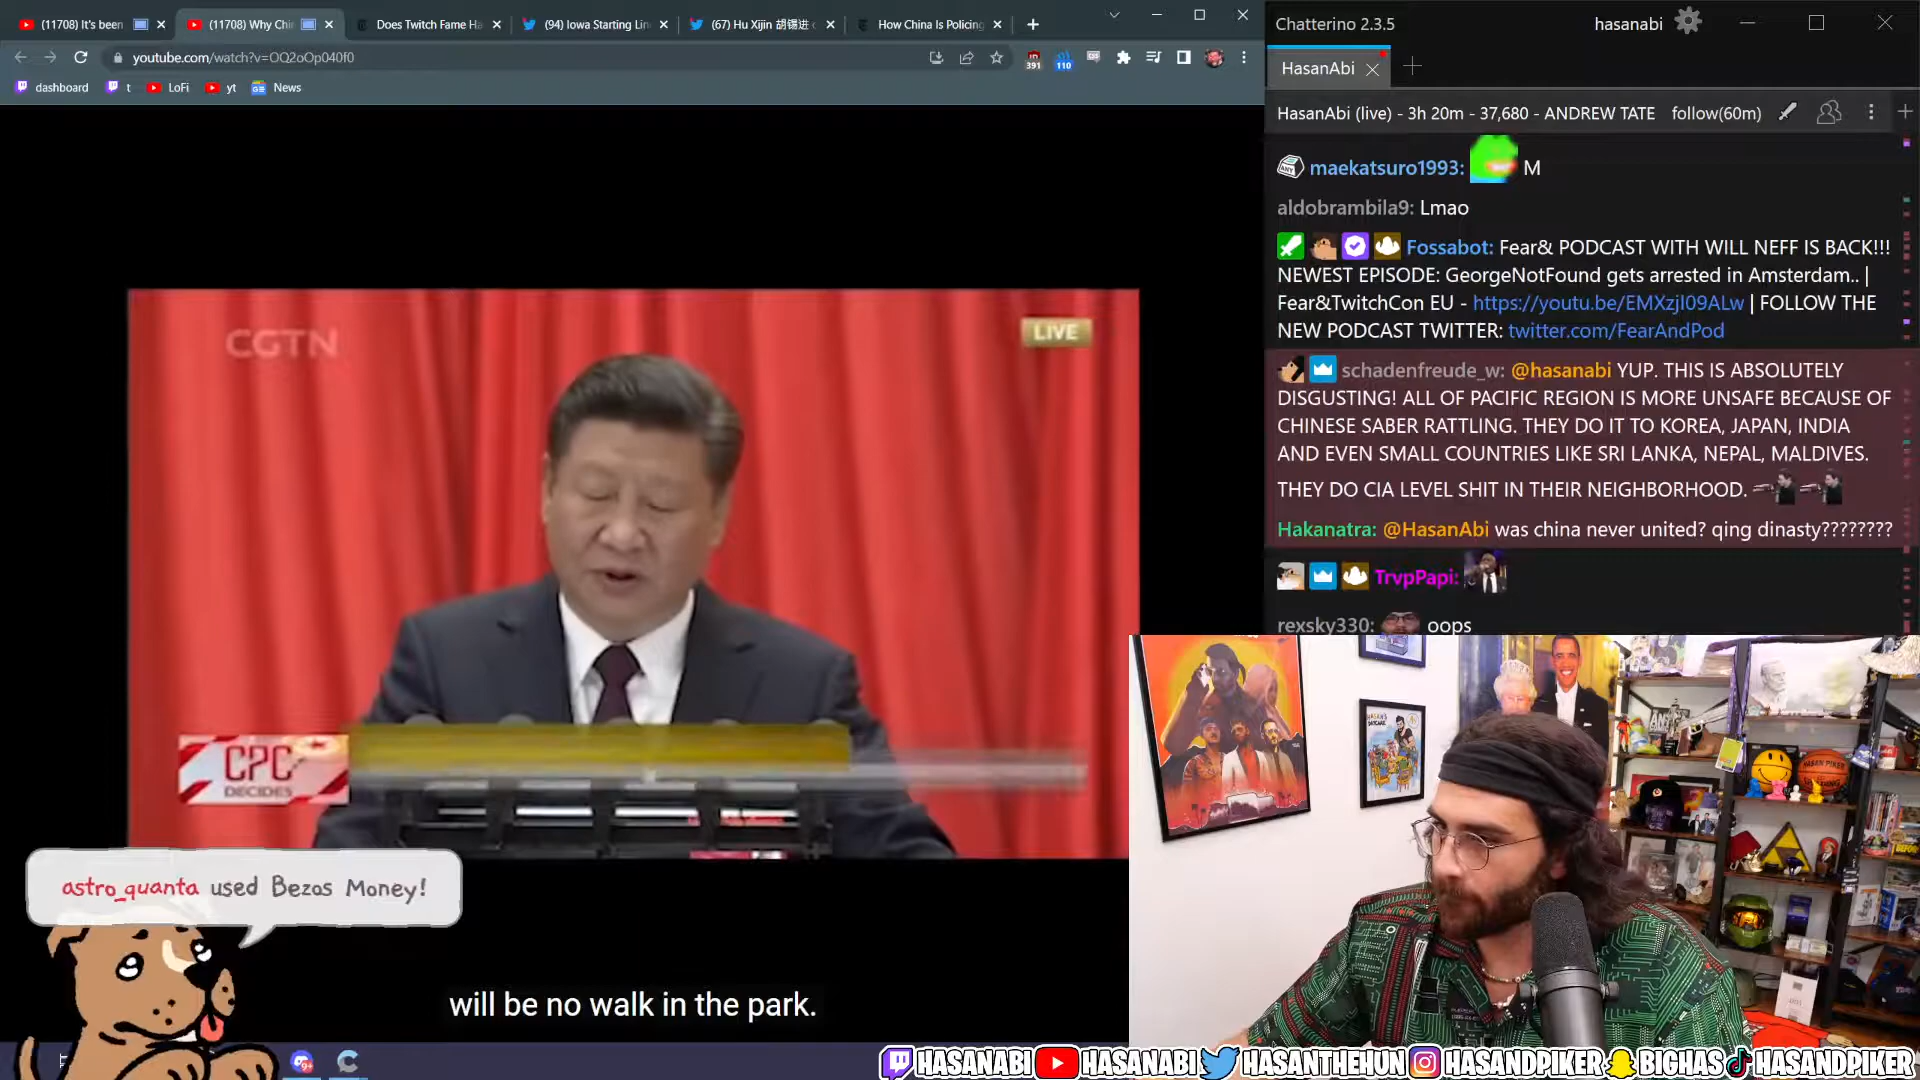 (11708) It's been
(11708) Why Chi
Does Twitch Fame Ha
(94) Iowa Starting Lin
(67) Hu Xijin 胡锡进
How China Is Policing
youtube.com/watch?v=OQ2oOp040f0
391
110
dashboard
t
LoFi
yt
News
Chatterino 2.3.5
hasanabi
HasanAbi
HasanAbi (live) - 3h 20m - 37,680 - ANDREW TATE
follow(60m)
maekatsuro1993: M
aldobrambila9: Lmao
Fossabot: Fear& PODCAST WITH WILL NEFF IS BACK!!!
NEWEST EPISODE: GeorgeNotFound gets arrested in Amsterdam.. |
Fear&TwitchCon EU - https://youtu.be/EMXzjI09ALw | FOLLOW THE
NEW PODCAST TWITTER: twitter.com/FearAndPod
schadenfreude_w: @hasanabi YUP. THIS IS ABSOLUTELY
DISGUSTING! ALL OF PACIFIC REGION IS MORE UNSAFE BECAUSE OF
CHINESE SABER RATTLING. THEY DO IT TO KOREA, JAPAN, INDIA
AND EVEN SMALL COUNTRIES LIKE SRI LANKA, NEPAL, MALDIVES.
THEY DO CIA LEVEL SHIT IN THEIR NEIGHBORHOOD.
Hakanatra: @HasanAbi was china never united? qing dinasty????????
TrvpPapi:
rexsky330: oops
CGTN
LIVE
CPC
DECIDES
astro_quanta used Bezos Money!
will be no walk in the park.
HASANABI
HASANABI
HASANTHEHUN
HASANDPIKER
BIGHAS
HASANDPIKER